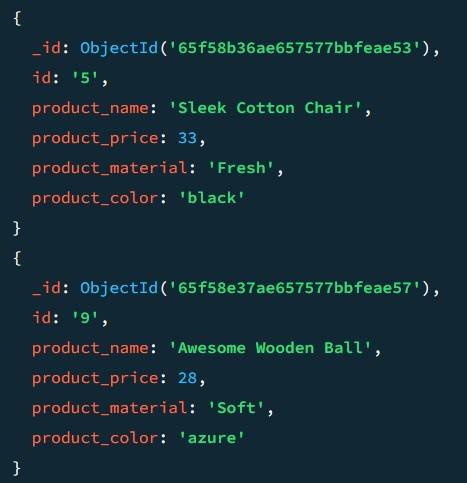 {
_id: ObjectId('65f58b36ae657577bbfeae53'),
id: '5',
product_name: 'Sleek Cotton Chair',
product_price: 33,
product_material: 'Fresh',
product_color: 'black'
}
{
_id: ObjectId('65f58e37ae657577bbfeae57'),
id: '9',
product_name: 'Awesome Wooden Ball',
product_price: 28,
product_material: 'Soft',
product_color: 'azure'
}